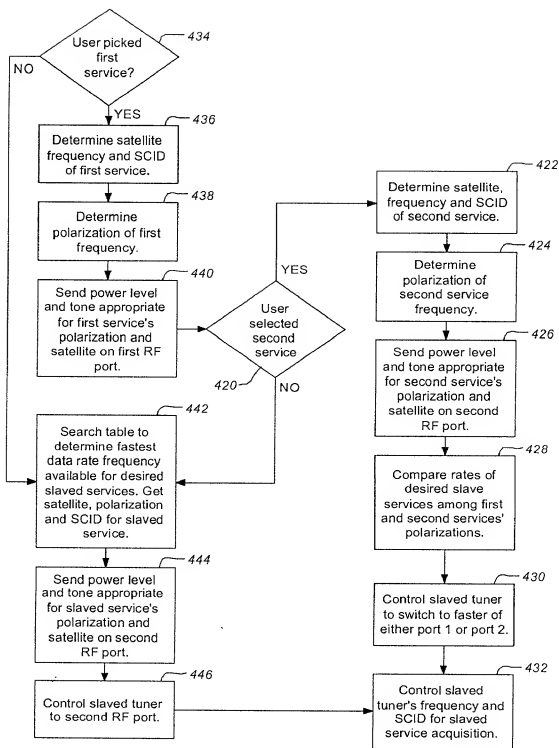 434
User picked
first
service?
NO
YES
436
Determine satellite
frequency and SCID
of first service.
438
Determine
polarization of first
frequency.
440
Send power level
and tone appropriate
for first service's
polarization and
satellite on first RF
port.
YES
User
selected
second
service
420
NO
442
Search table to
determine fastest
data rate frequency
available for desired
slaved services. Get
satellite, polarization
and SCID for slaved
service.
444
Send power level
and tone appropriate
for slaved service's
polarization and
satellite on second
RF port.
446
Control slaved tuner
to second RF port.
422
Determine satellite,
frequency and SCID
of second service.
424
Determine
polarization of
second service
frequency.
426
Send power level
and tone appropriate
for second service's
polarization and
satellite on second
RF port.
428
Compare rates of
desired slave
services among first
and second services'
polarizations.
430
Control slaved tuner
to switch to faster of
either port 1 or port 2.
432
Control slaved
tuner's frequency and
SCID for slaved
service acquisition.